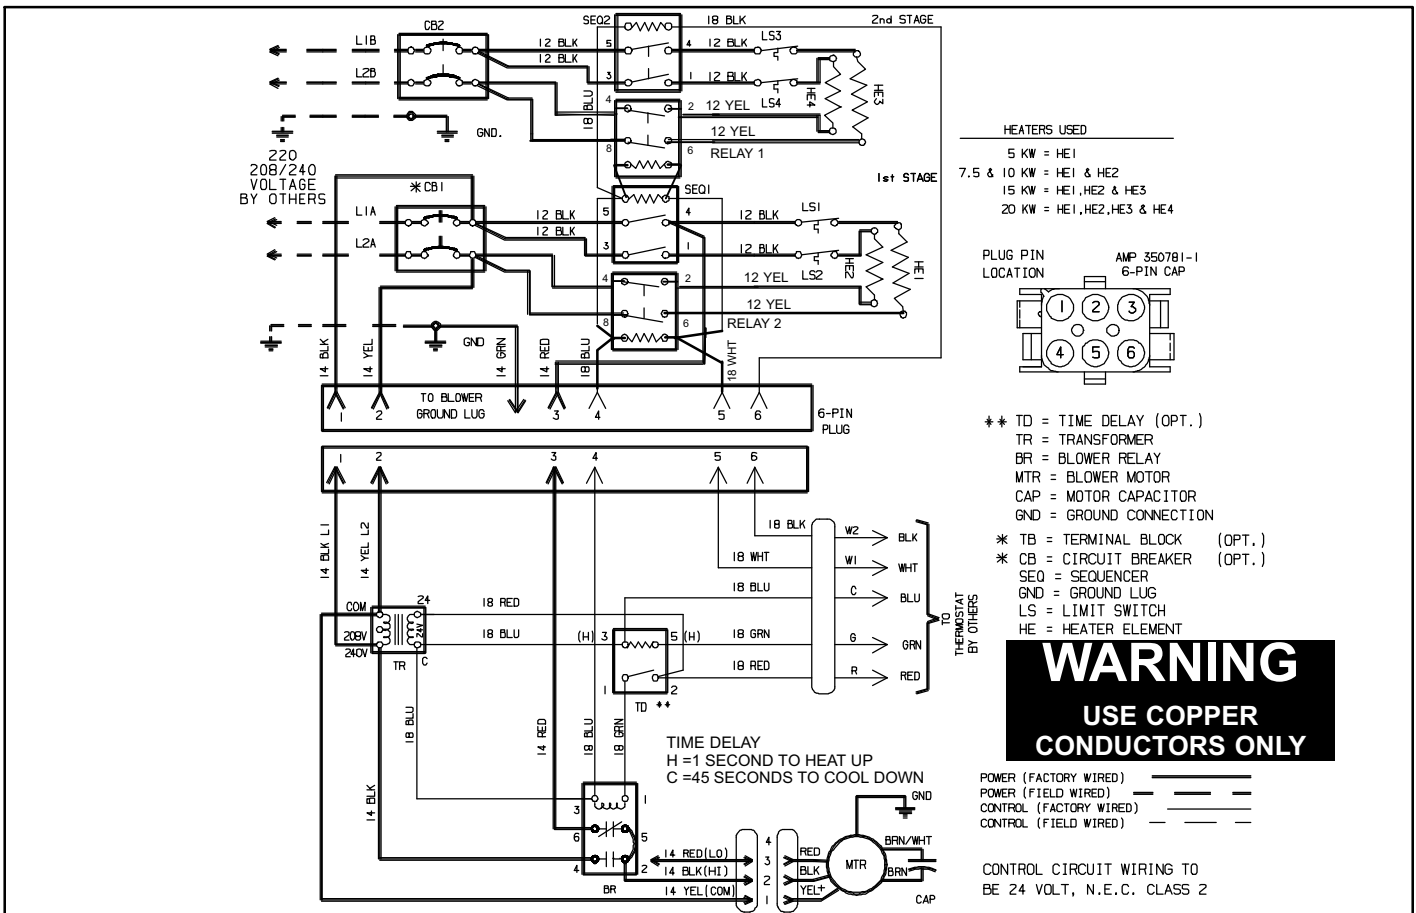 CB2
SEQ2
18 BLK
2nd STAGE
L1B
12 BLK
5
4
12 BLK
LS3
12 BLK
L2B
3
1
12 BLK
LS4
HE4
HE3
18 BLU
4
2
12 YEL
12 YEL
8
6
RELAY 1
GND.
220
208/240
VOLTAGE
BY OTHERS
* CB1
SEQ1
1st STAGE
L1A
12 BLK
5
4
12 BLK
LS1
12 BLK
L2A
3
1
12 BLK
LS2
HE2
HE1
4
2
12 YEL
12 YEL
8
6
RELAY 2
GND
14 BLK
14 YEL
14 GRN
14 RED
18 BLU
18 WHT
TO BLOWER
GROUND LUG
1
2
3
4
5
6
6-PIN
PLUG
1
2
3
4
5
6
14 BLK L1
14 YEL L2
18 BLK
W2
BLK
18 WHT
W1
WHT
18 BLU
C
BLU
18 GRN
G
GRN
18 RED
R
RED
TO
THERMOSTAT
BY OTHERS
COM
208V
240V
24
24V
TR
C
18 RED
18 BLU
(H) 3
5 (H)
1
2
TD **
18 BLU
14 RED
18 BLU
18 GRN
14 BLK
TIME DELAY
H =1 SECOND TO HEAT UP
C =45 SECONDS TO COOL DOWN
3
1
6
5
4
2
BR
14 RED(LO)
14 BLK(HI)
14 YEL(COM)
4
3
2
1
RED
BLK
YEL+
MTR
GND
BRN/WHT
BRN
CAP
HEATERS USED
5 KW = HE1
7.5 & 10 KW = HE1 & HE2
15 KW = HE1,HE2 & HE3
20 KW = HE1,HE2,HE3 & HE4
PLUG PIN
LOCATION
AMP 350781-1
6-PIN CAP
1 2 3
4 5 6
** TD = TIME DELAY (OPT.)
TR = TRANSFORMER
BR = BLOWER RELAY
MTR = BLOWER MOTOR
CAP = MOTOR CAPACITOR
GND = GROUND CONNECTION
* TB = TERMINAL BLOCK (OPT.)
* CB = CIRCUIT BREAKER (OPT.)
SEQ = SEQUENCER
GND = GROUND LUG
LS = LIMIT SWITCH
HE = HEATER ELEMENT
WARNING
USE COPPER
CONDUCTORS ONLY
POWER (FACTORY WIRED)
POWER (FIELD WIRED)
CONTROL (FACTORY WIRED)
CONTROL (FIELD WIRED)
CONTROL CIRCUIT WIRING TO
BE 24 VOLT, N.E.C. CLASS 2